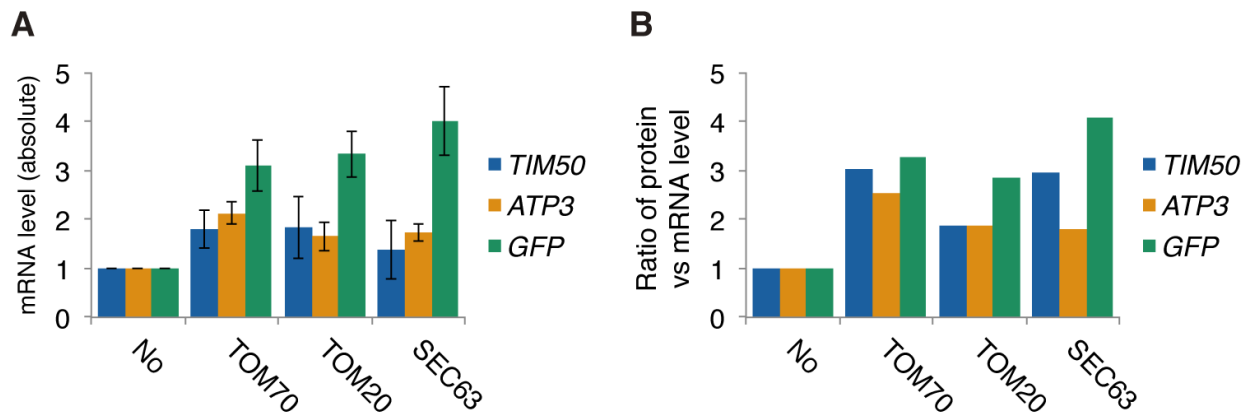 A
mRNA level (absolute)
5
4
3
2
1
0
No
TOM70
TOM20
SEC63
TIM50
ATP3
GFP
B
Ratio of protein
vs mRNA level
5
4
3
2
1
0
No
TOM70
TOM20
SEC63
TIM50
ATP3
GFP